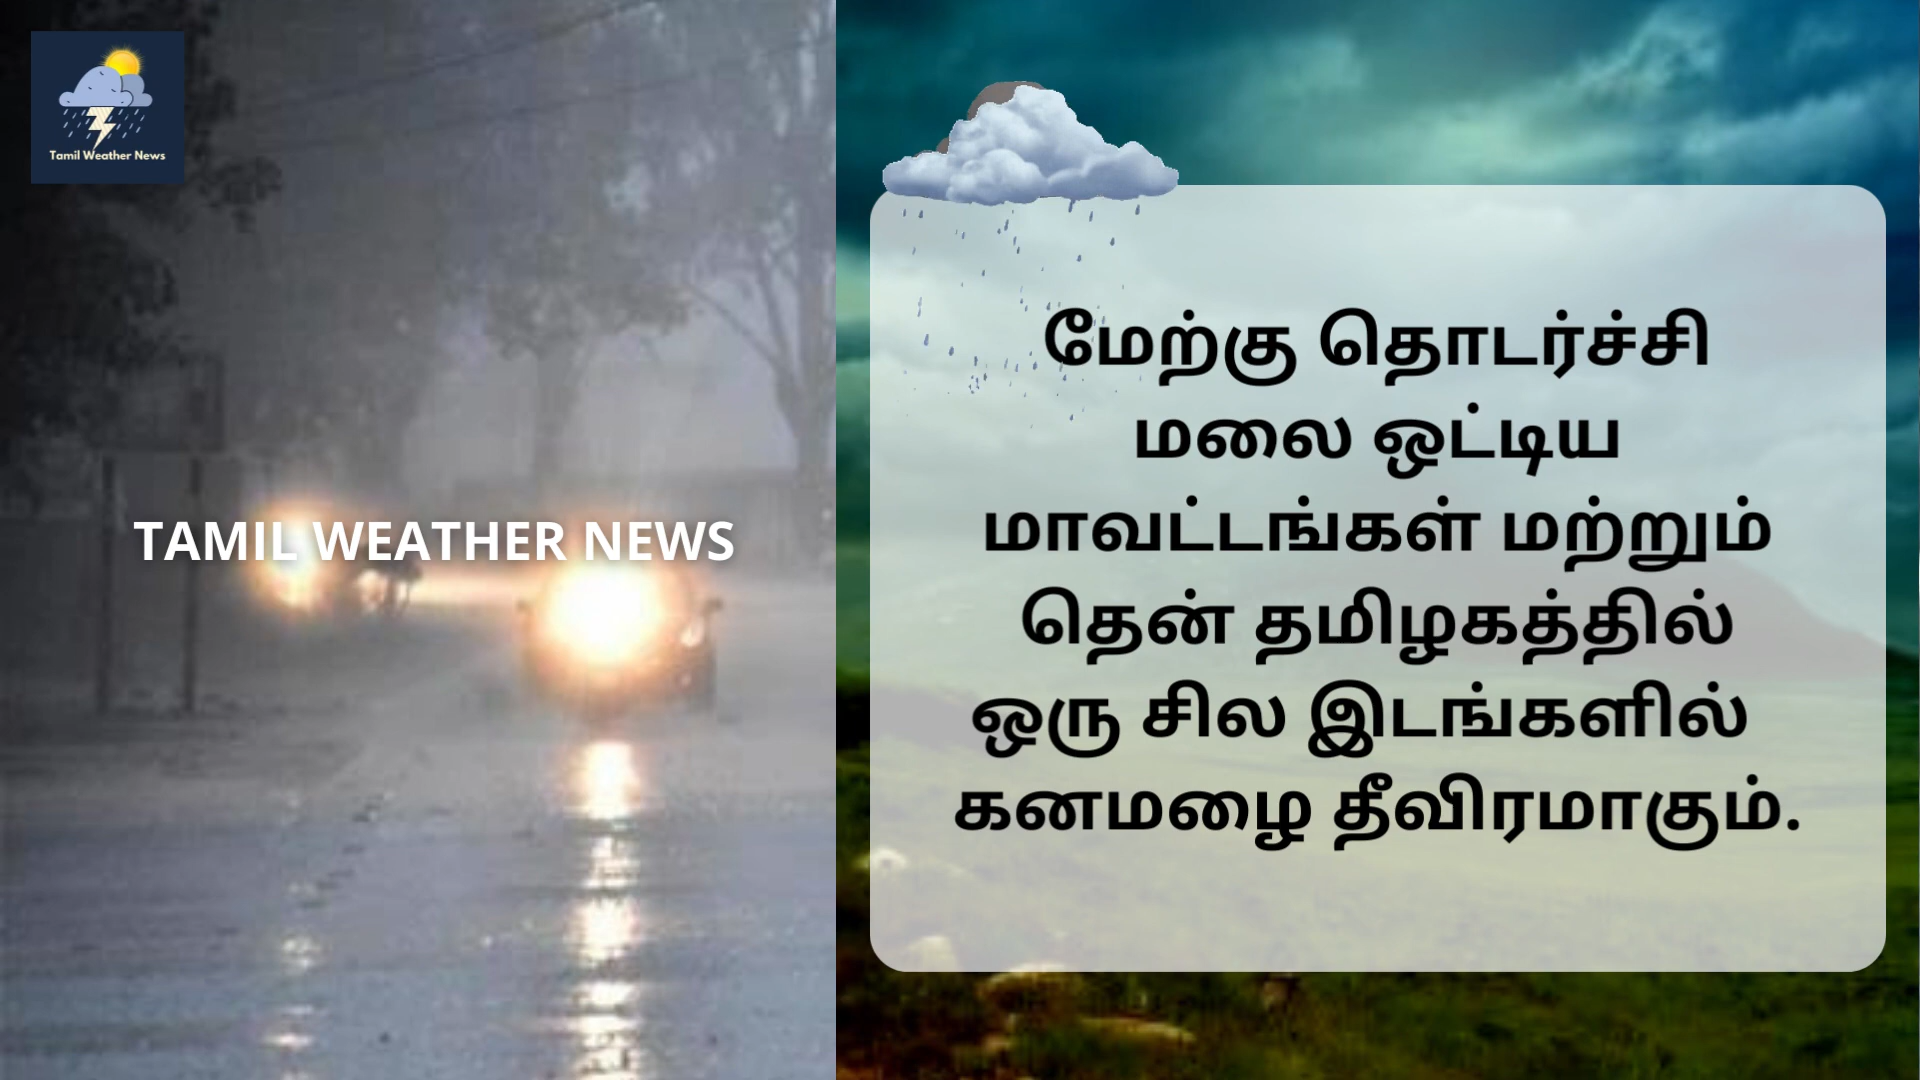 Tamil Weather News
TAMIL WEATHER NEWS
மேற்கு தொடர்ச்சி
மலை ஒட்டிய
மாவட்டங்கள் மற்றும்
தென் தமிழகத்தில்
ஒரு சில இடங்களில்
கனமழை தீவிரமாகும்.